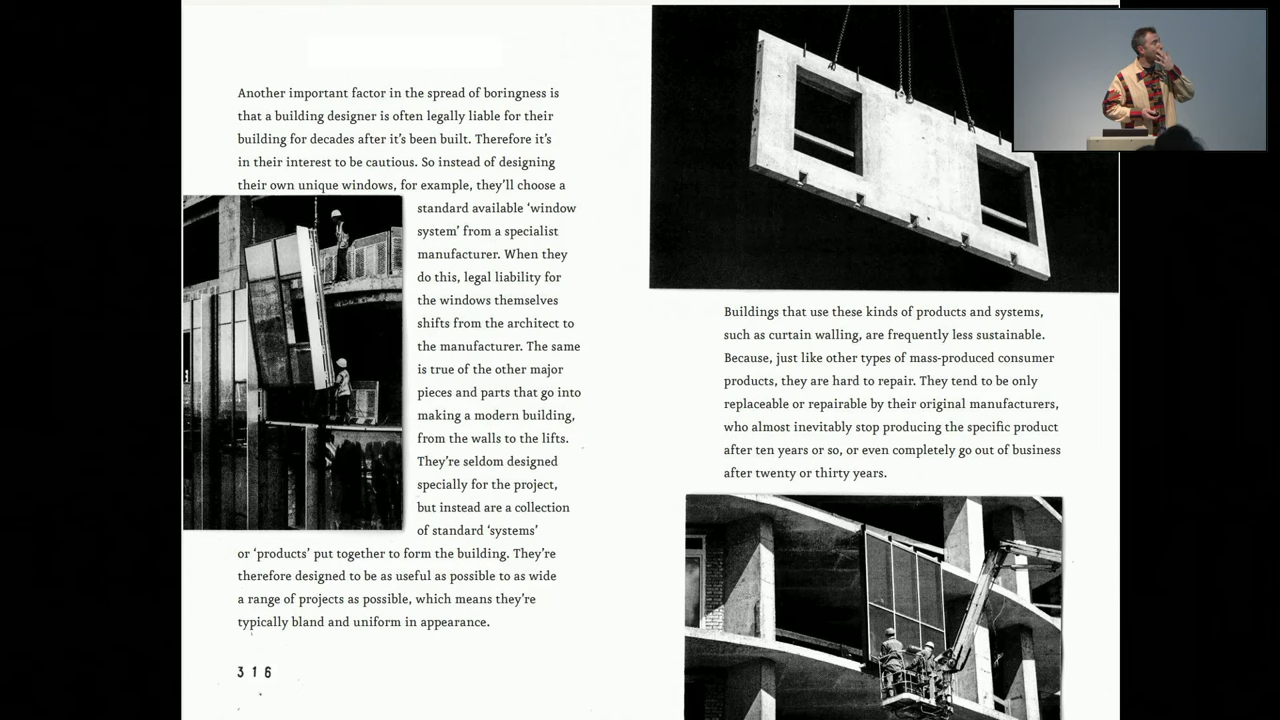 Another important factor in the spread of boringness is
that a building designer is often legally liable for their
building for decades after it’s been built. Therefore it’s
in their interest to be cautious. So instead of designing
their own unique windows, for example, they’ll choose a
standard available ‘window
system’ from a specialist
manufacturer. When they
do this, legal liability for
the windows themselves
shifts from the architect to
the manufacturer. The same
is true of the other major
pieces and parts that go into
making a modern building,
from the walls to the lifts.
They’re seldom designed
specially for the project,
but instead are a collection
of standard ‘systems’
or ‘products’ put together to form the building. They’re
therefore designed to be as useful as possible to as wide
a range of projects as possible, which means they’re
typically bland and uniform in appearance.
316
Buildings that use these kinds of products and systems,
such as curtain walling, are frequently less sustainable.
Because, just like other types of mass-produced consumer
products, they are hard to repair. They tend to be only
replaceable or repairable by their original manufacturers,
who almost inevitably stop producing the specific product
after ten years or so, or even completely go out of business
after twenty or thirty years.